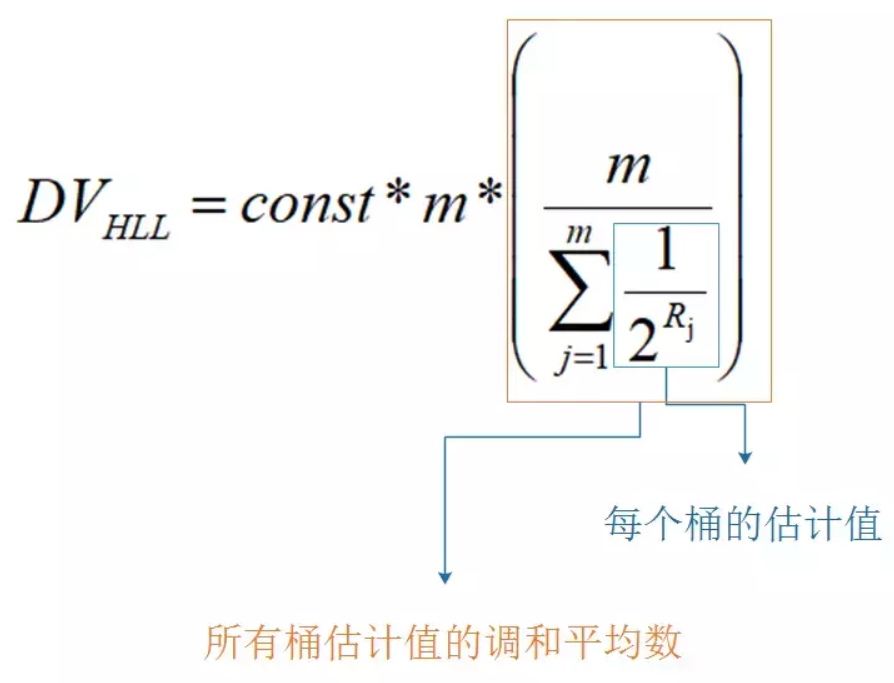 DV_{HLL} = const * m * \left( \frac{m}{\sum_{j=1}^{m} \frac{1}{2^{R_j}}} \right)
每个桶的估计值
所有桶估计值的调和平均数